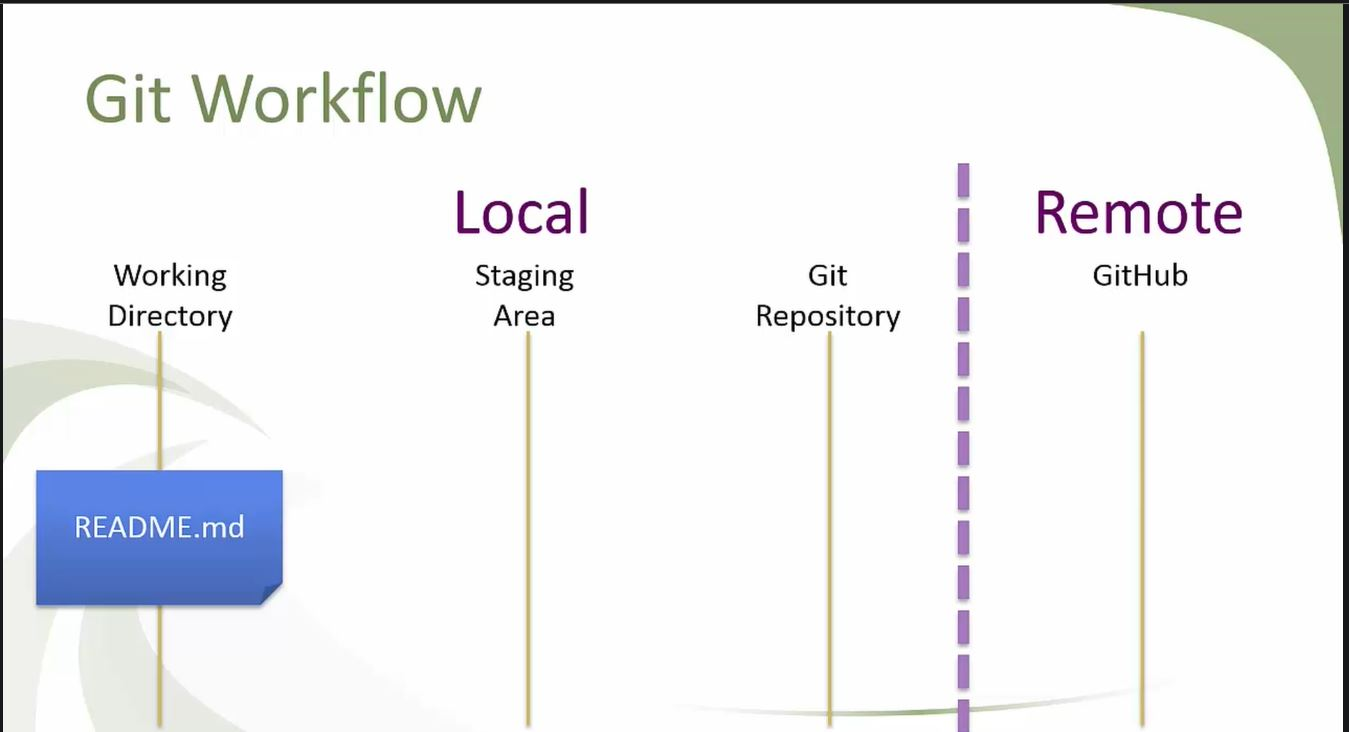 Git Workflow
Local
Remote
Working
Directory
Staging
Area
Git
Repository
GitHub
README.md